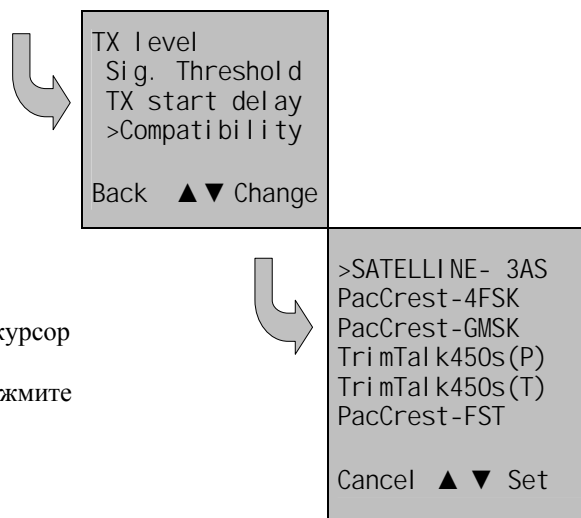 TX level
Sig. Threshold
TX start delay
>Compatibility
Back ▲▼ Change
>SATELLINE- 3AS
PacCrest-4FSK
PacCrest-GMSK
TrimTalk450s(P)
TrimTalk450s(T)
PacCrest-FST
Cancel ▲ ▼ Set
курсор